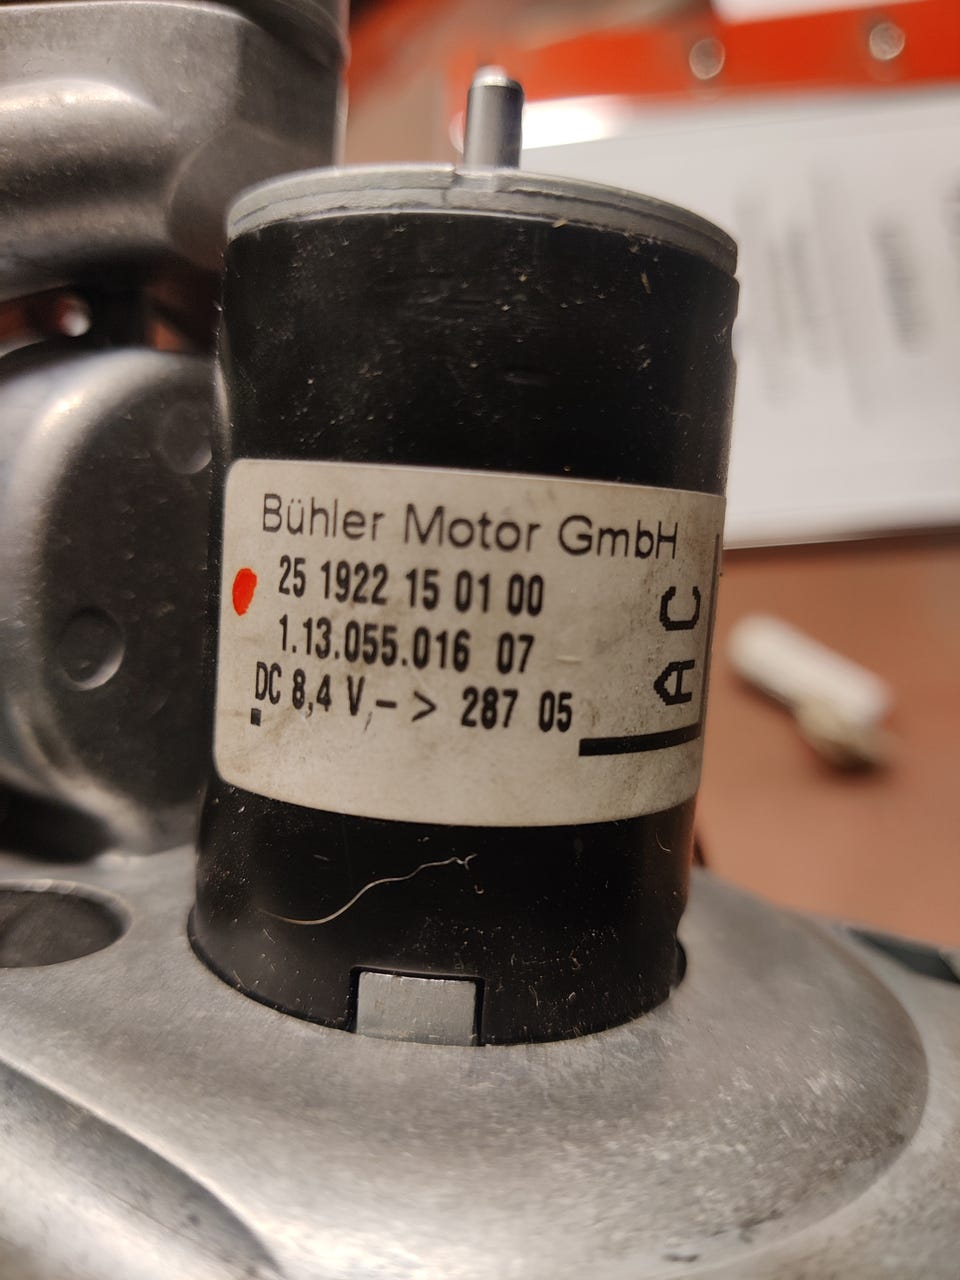 Bühler Motor GmbH
25 1922 15 01 00
1.13.055.016 07
DC 8,4 V,– > 287 05
AC